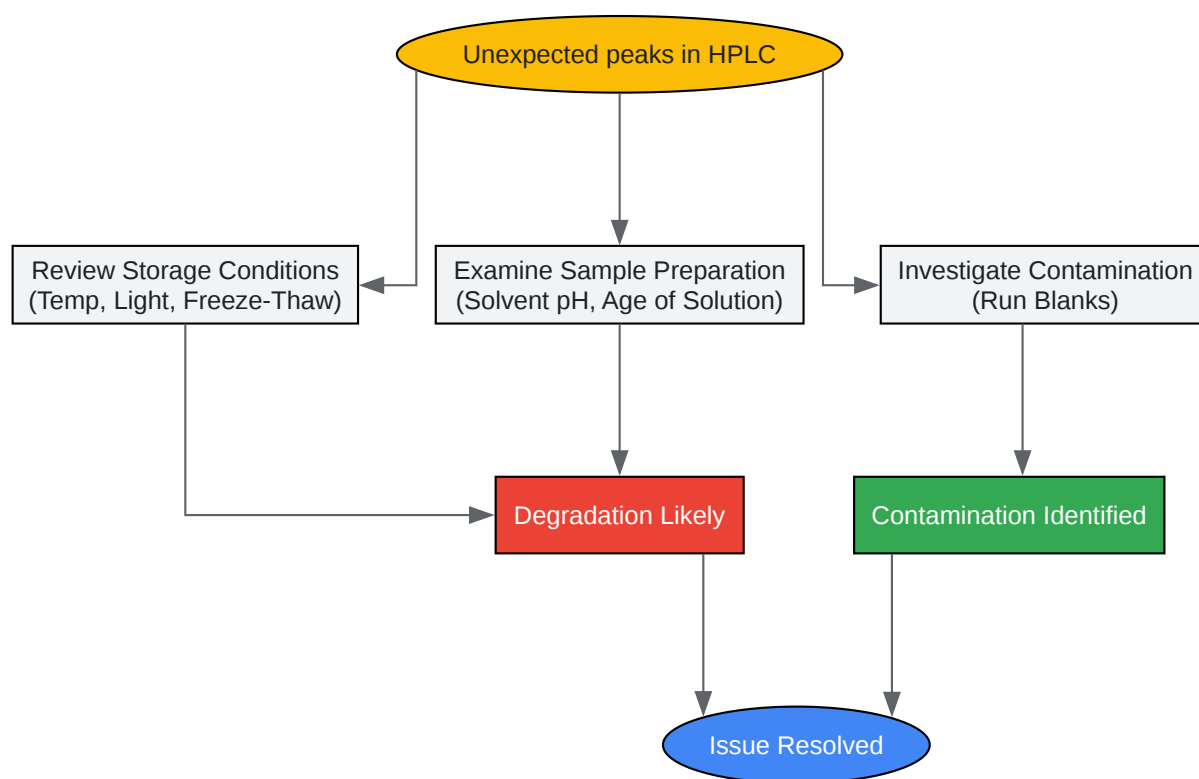 Unexpected peaks in HPLC
Review Storage Conditions
(Temp, Light, Freeze-Thaw)
Examine Sample Preparation
(Solvent pH, Age of Solution)
Investigate Contamination
(Run Blanks)
Degradation Likely
Contamination Identified
Issue Resolved